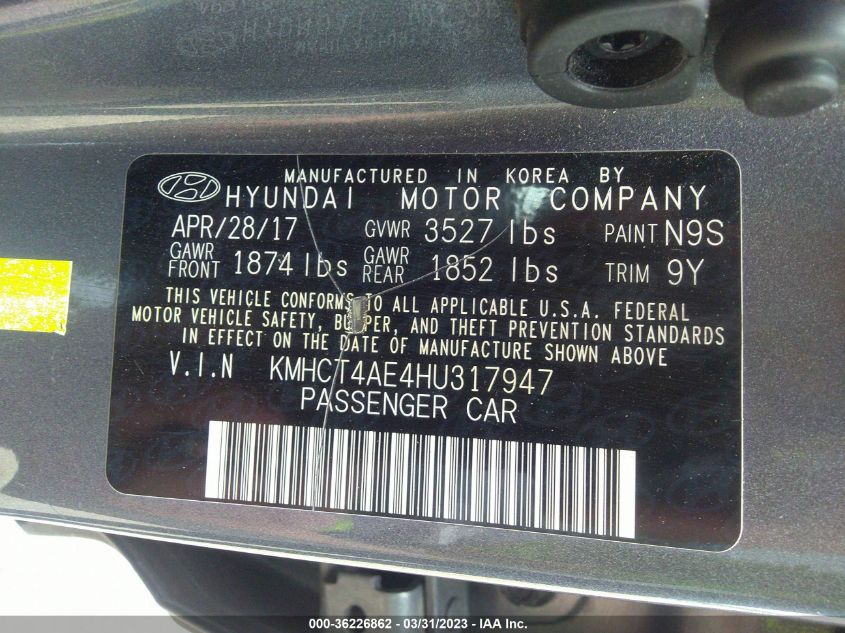 MANUFACTURED IN KOREA BY
HYUNDAI MOTOR COMPANY
APR/28/17 GVWR 3527 lbs PAINT N9S
GAWR FRONT 1874 lbs GAWR REAR 1852 lbs TRIM 9Y
THIS VEHICLE CONFORMS TO ALL APPLICABLE U.S.A. FEDERAL
MOTOR VEHICLE SAFETY, BUMPER, AND THEFT PREVENTION STANDARDS
IN EFFECT ON THE DATE OF MANUFACTURE SHOWN ABOVE
V.I.N KMHCT4AE4HU317947
PASSENGER CAR
000-36226862 - 03/31/2023 - IAA Inc.